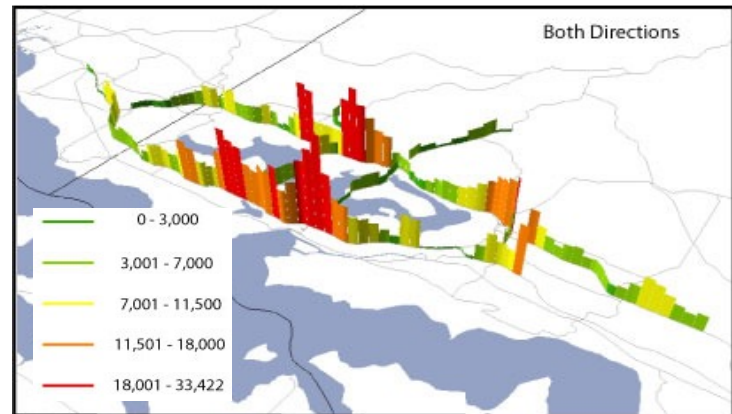 Both Directions
0 - 3,000
3,001 - 7,000
7,001 - 11,500
11,501 - 18,000
18,001 - 33,422